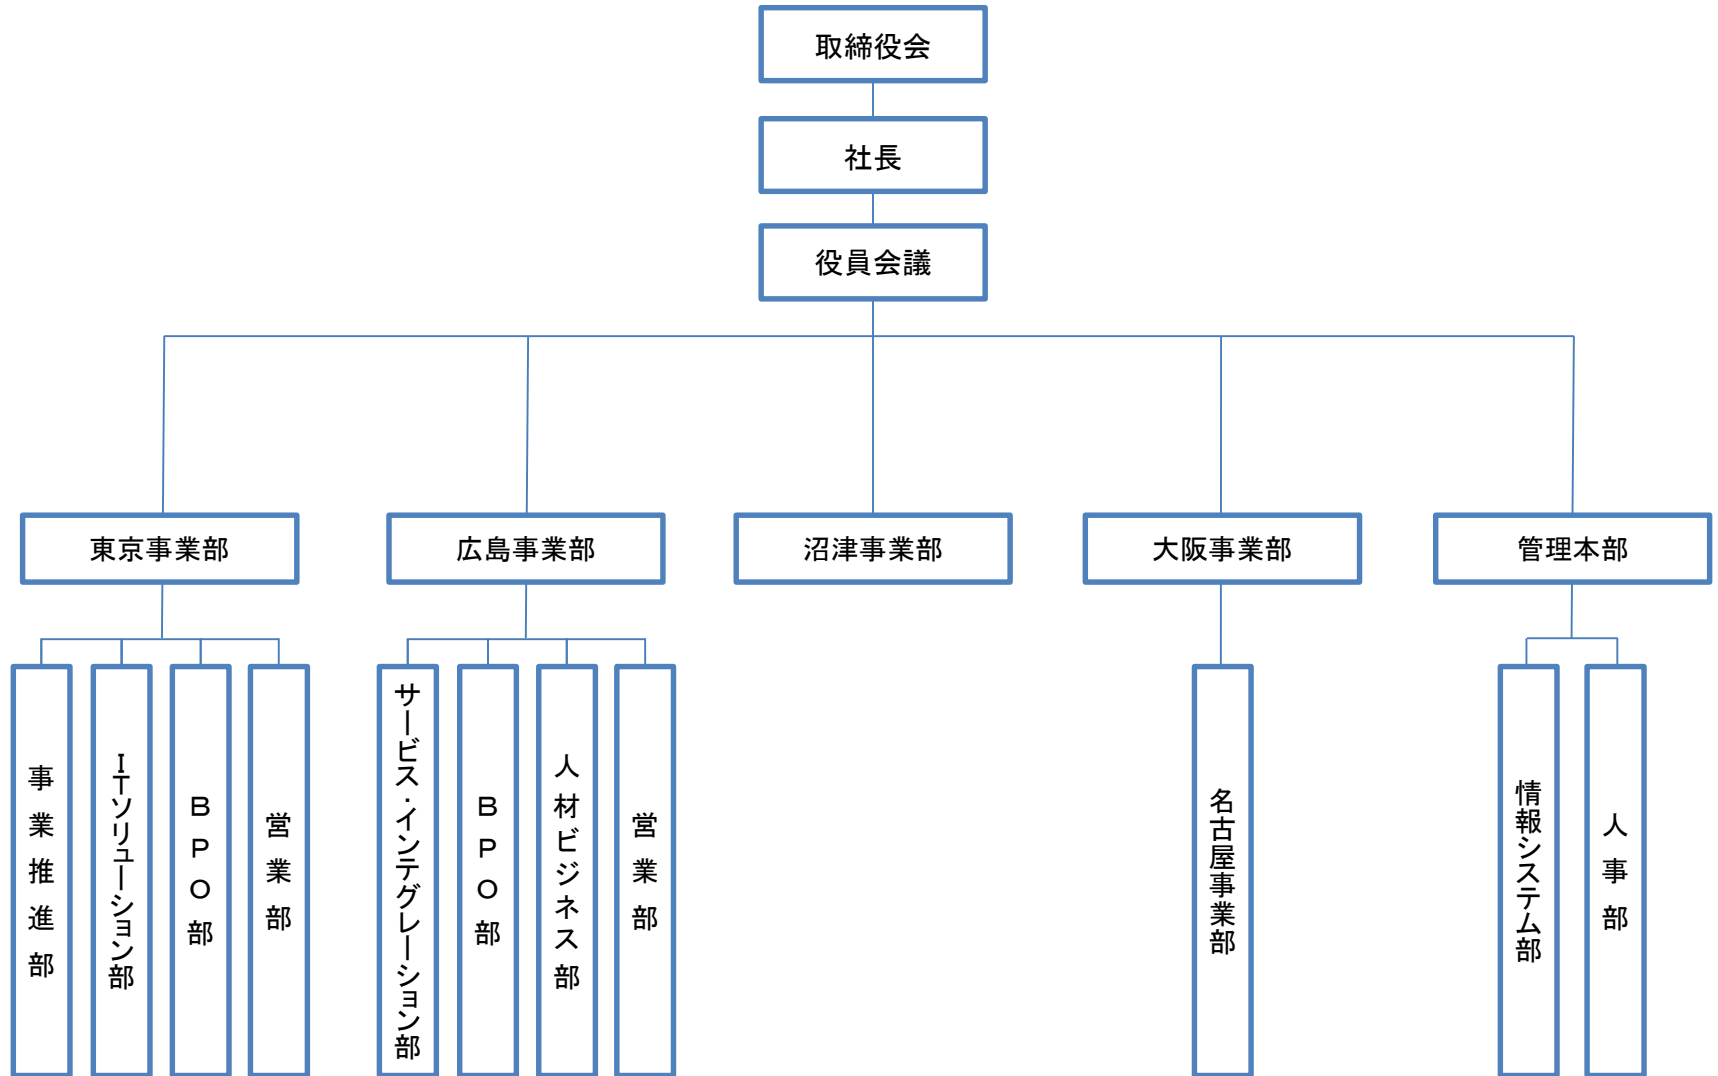 取締役会
社長
役員会議
東京事業部
広島事業部
沼津事業部
大阪事業部
管理本部
事業推進部
ITソリューション部
BPO部
営業部
サービス・インテグレーション部
BPO部
人材ビジネス部
営業部
名古屋事業部
情報システム部
人事部